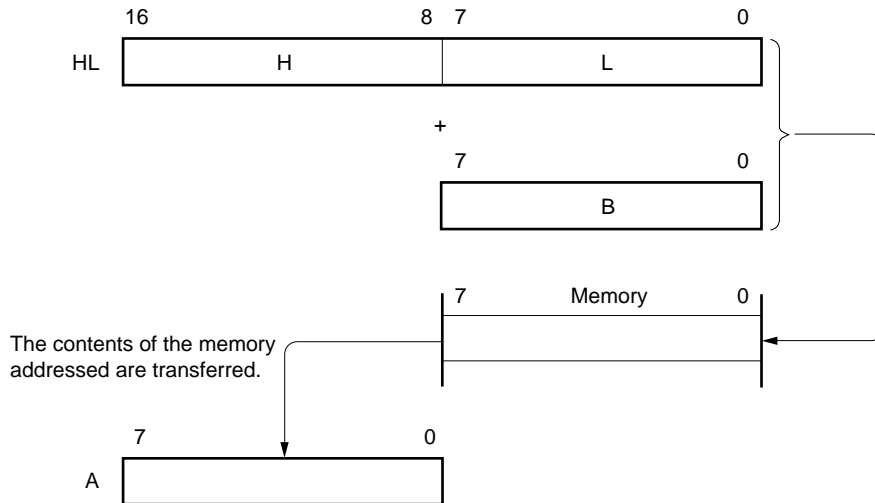 16 8 7 0
HL H L
+
7 0
B
7 Memory 0
The contents of the memory
addressed are transferred.
7 0
A